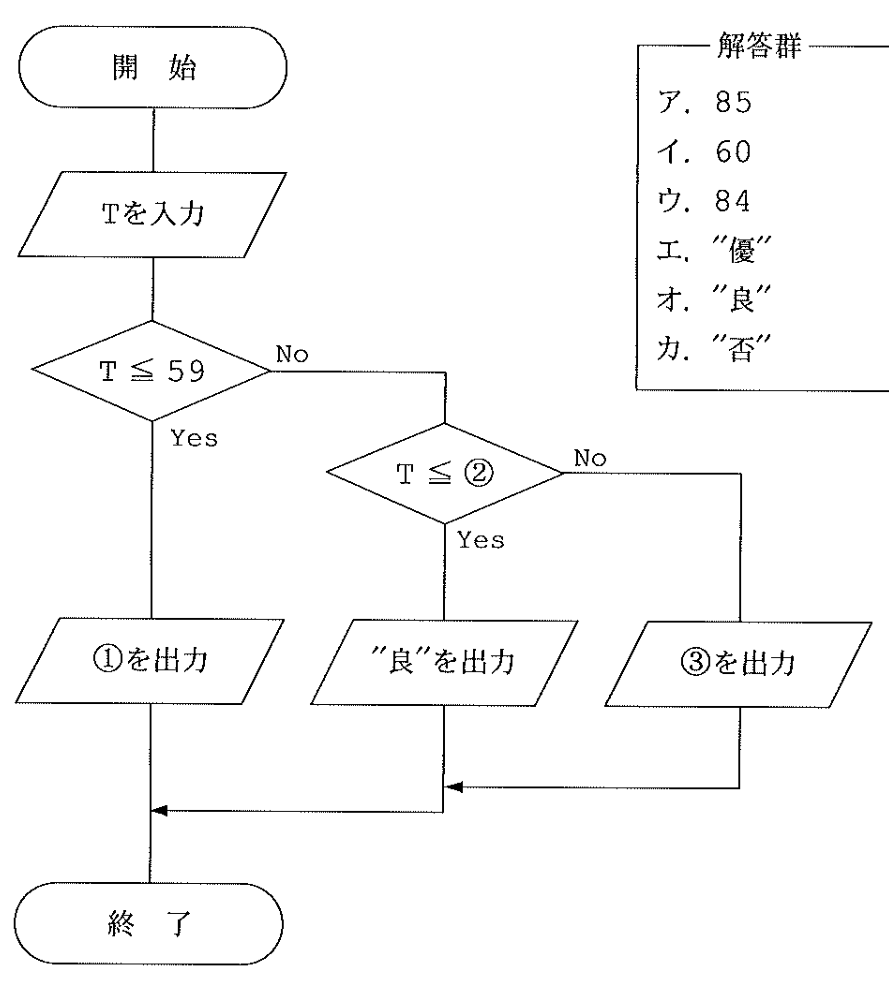 開 始
Tを入力
T ≦ 59
No
Yes
T ≦ ②
No
Yes
①を出力
"良"を出力
③を出力
終 了
解答群
ア. 85
イ. 60
ウ. 84
エ. "優"
オ. "良"
カ. "否"